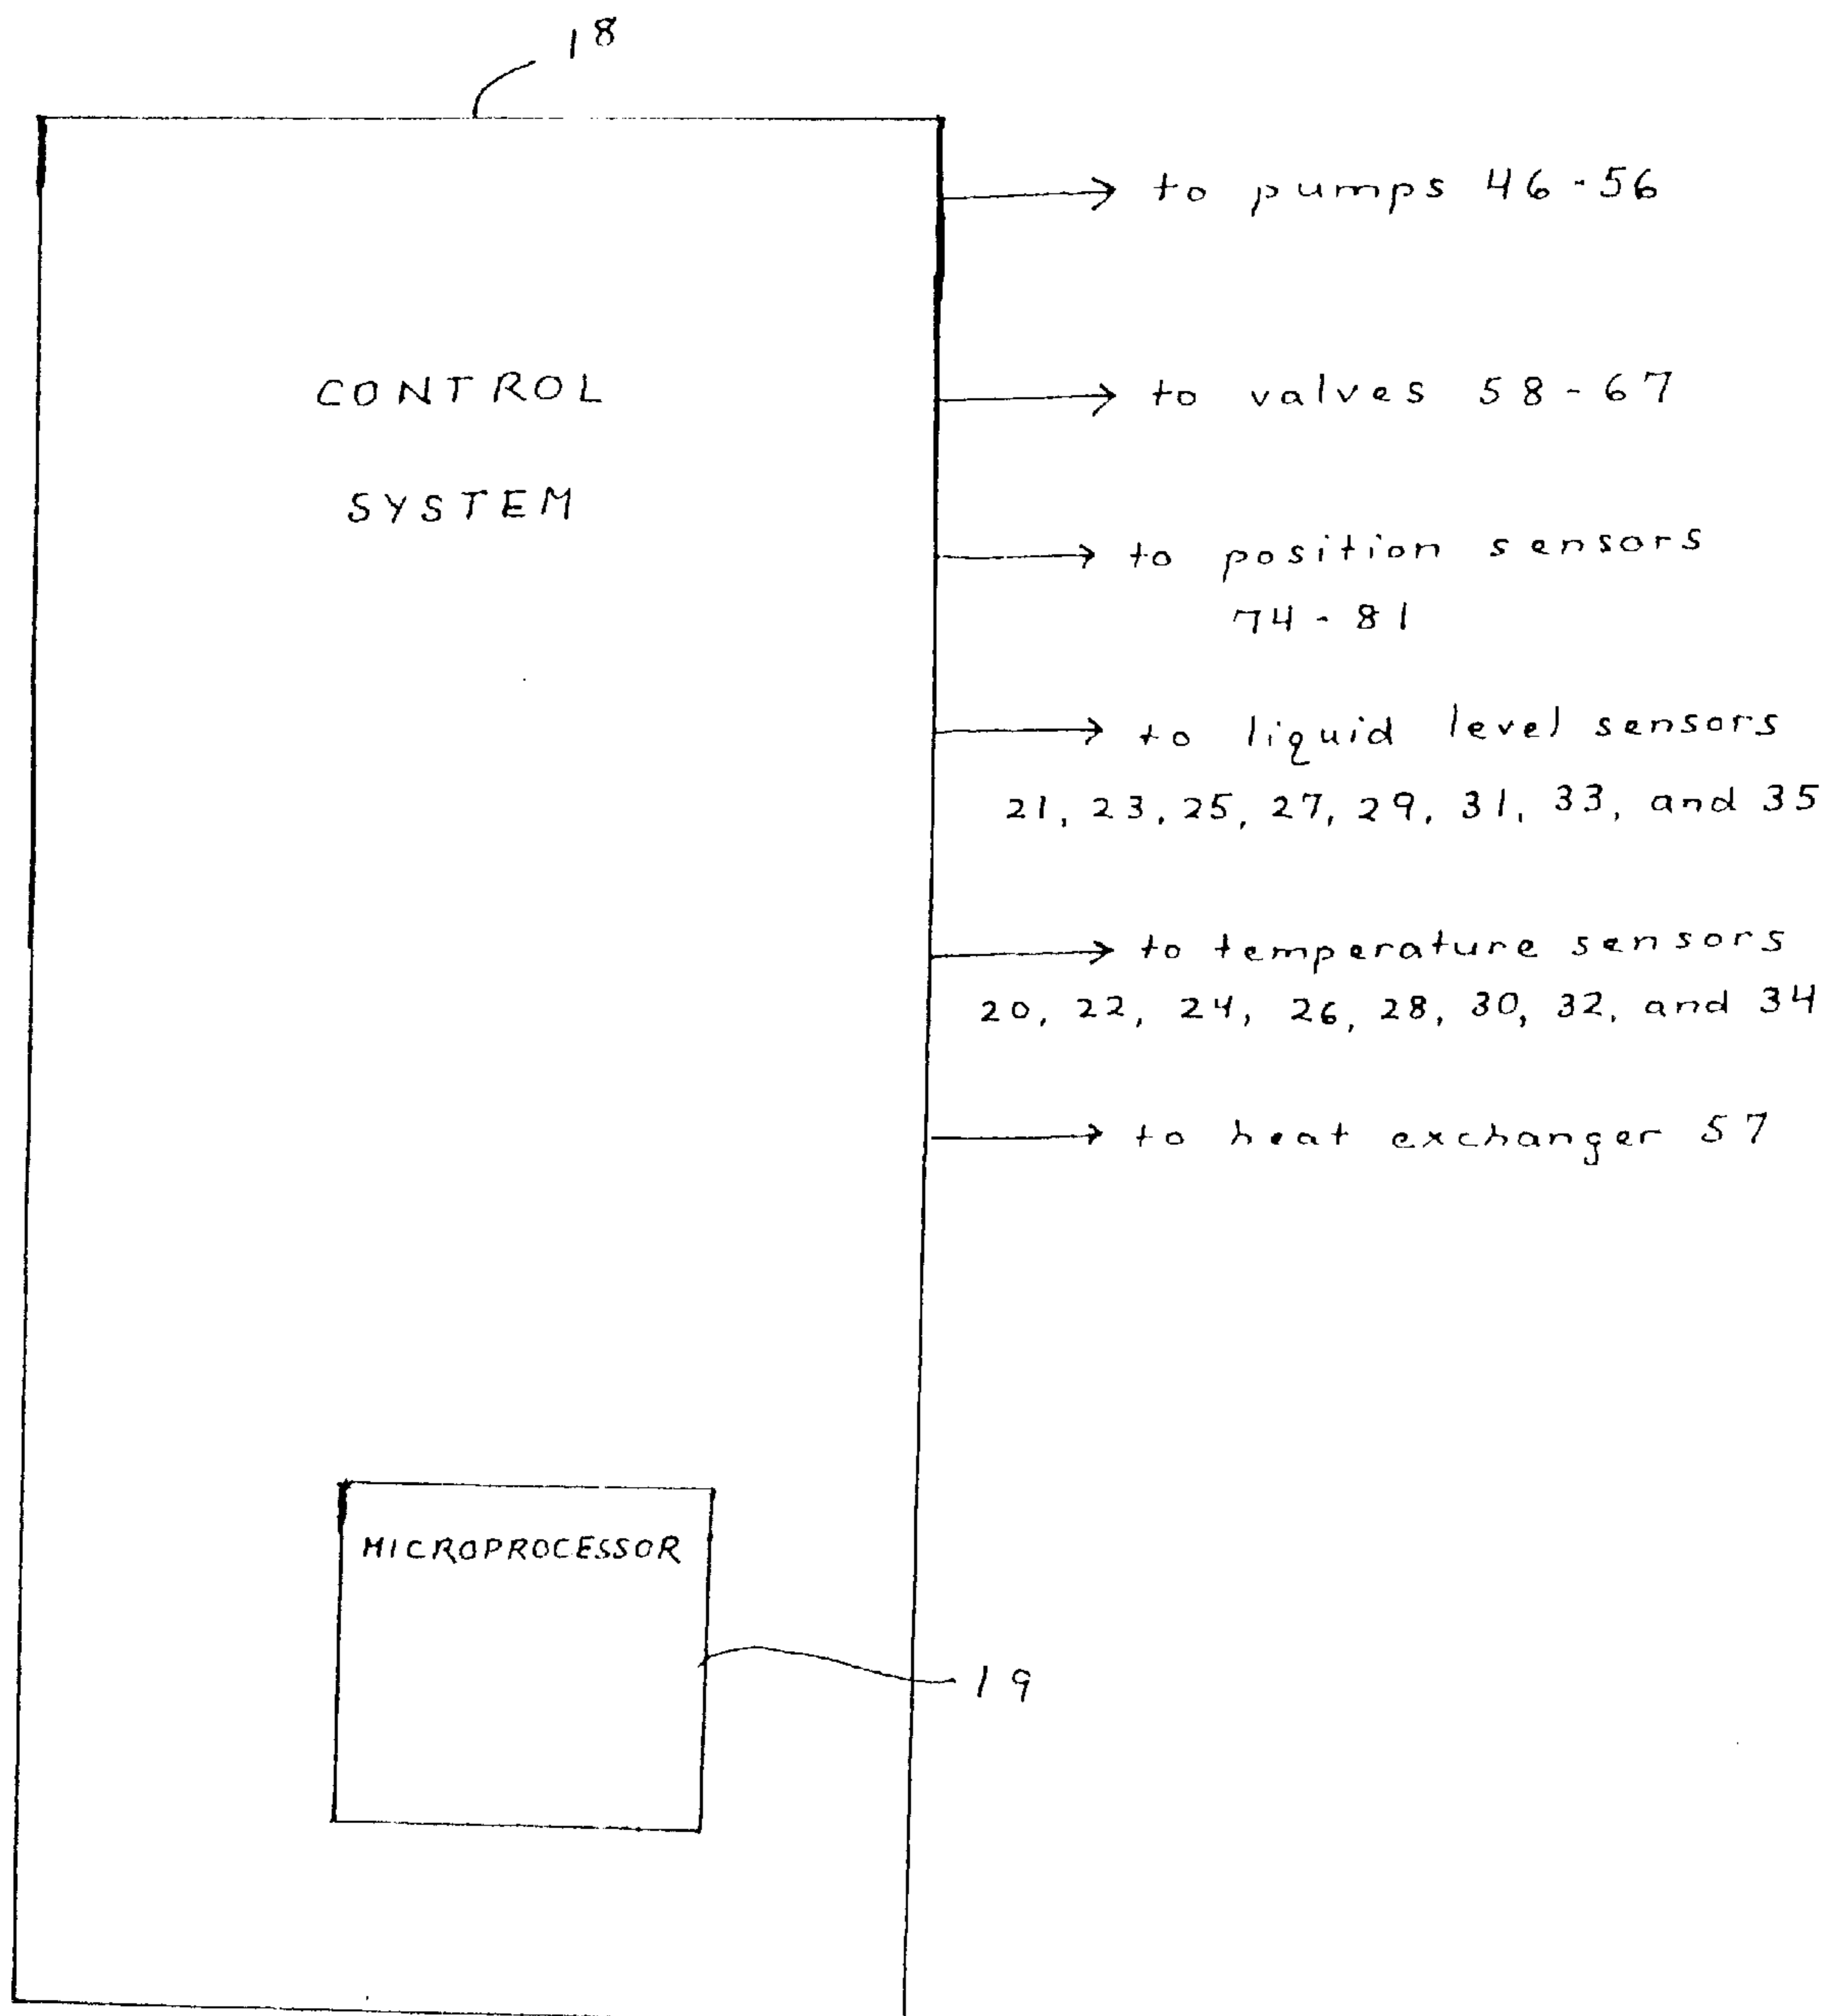 18
to pumps 46-56
CONTROL
to valves 58-67
SYSTEM
to position sensors
74-81
to liquid level sensors
21, 23, 25, 27, 29, 31, 33, and 35
to temperature sensors
20, 22, 24, 26, 28, 30, 32, and 34
to heat exchanger 57
MICROPROCESSOR
19